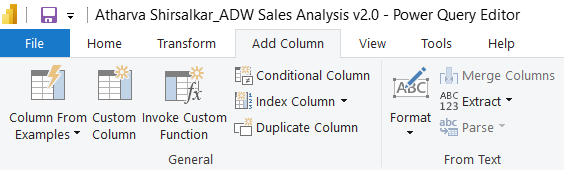 Atharva Shirsalkar_ADW Sales Analysis v2.0 - Power Query Editor
File Home Transform Add Column View Tools Help
Column From Examples
Custom Column
Invoke Custom Function
Conditional Column
Index Column
Duplicate Column
General
ABC
Format
Merge Columns
ABC
123
Extract
abc
Parse
From Text